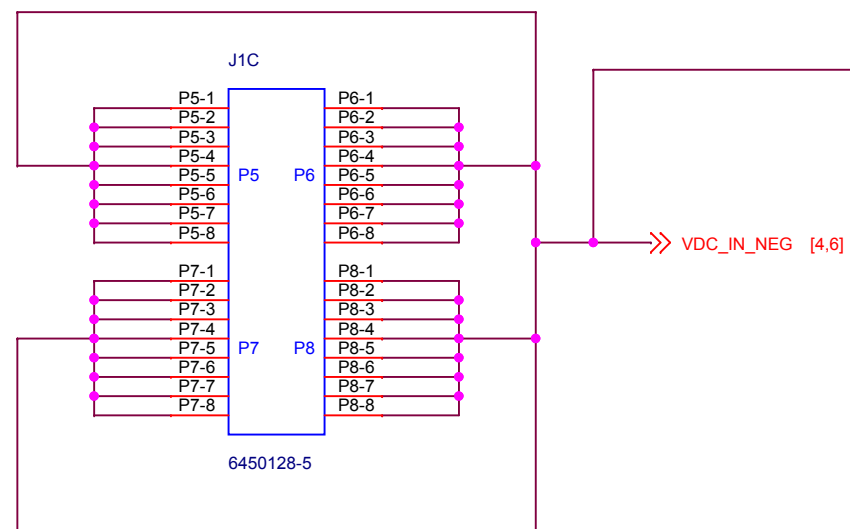 J1C
P5-1 P6-1
P5-2 P6-2
P5-3 P6-3
P5-4 P6-4
P5 P6
P5-5 P6-5
P5-6 P6-6
P5-7 P6-7
P5-8 P6-8
VDC_IN_NEG [4,6]
P7-1 P8-1
P7-2 P8-2
P7-3 P8-3
P7-4 P8-4
P7 P8
P7-5 P8-5
P7-6 P8-6
P7-7 P8-7
P7-8 P8-8
6450128-5